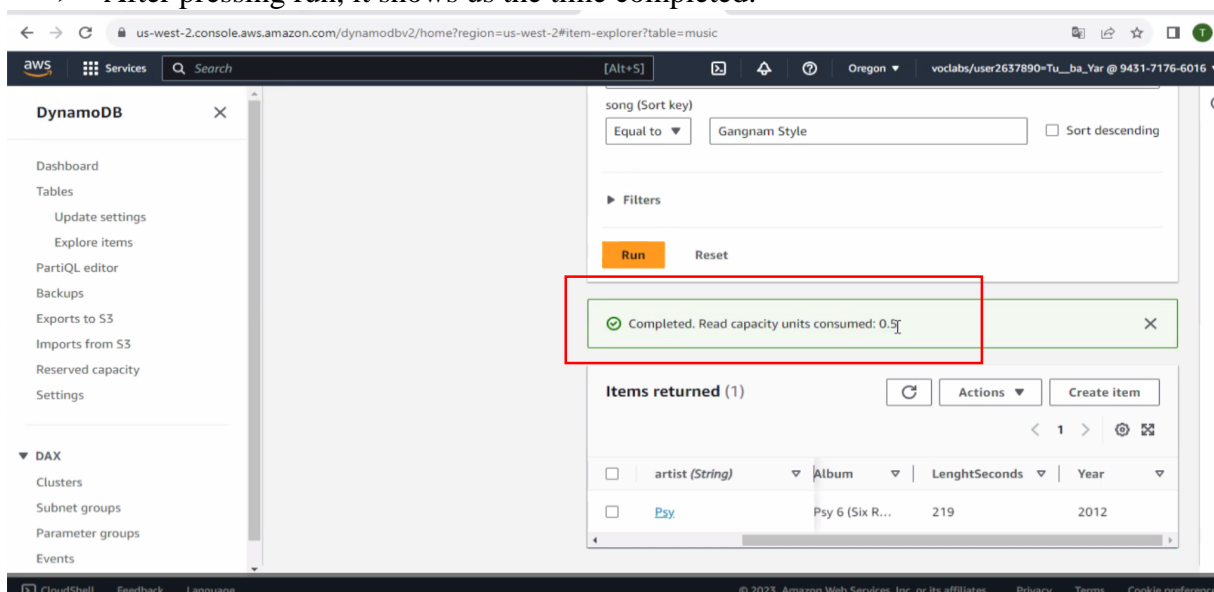 After pressing run, it shows us the time completed.
us-west-2.console.aws.amazon.com/dynamodbv2/home?region=us-west-2#item-explorer?table=music
T
aws Services Search [Alt+S] Oregon ▼ voclabs/user2637890=Tu__ba_Yar @ 9431-7176-6016
DynamoDB
Dashboard
Tables
Update settings
Explore items
PartiQL editor
Backups
Exports to S3
Imports from S3
Reserved capacity
Settings
▼ DAX
Clusters
Subnet groups
Parameter groups
Events
song (Sort key)
Equal to ▼ Gangnam Style Sort descending
▶ Filters
Run Reset
Completed. Read capacity units consumed: 0.5
Items returned (1) Actions ▼ Create item
< 1 >
artist (String) Album LenghtSeconds Year
Psy Psy 6 (Six R... 219 2012
CloudShell Feedback Language © 2023, Amazon Web Services, Inc. or its affiliates. Privacy Terms Cookie preference